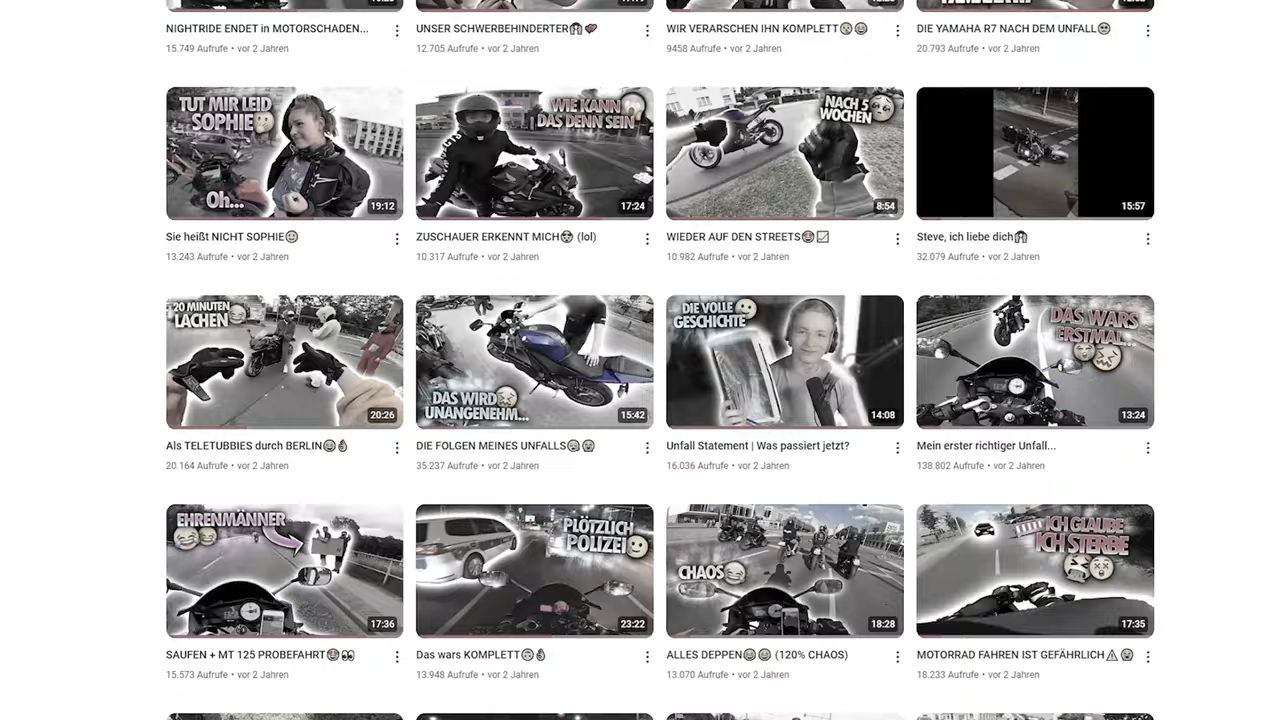 NIGHTRIDE ENDET in MOTORSCHADEN...
15.749 Aufrufe • vor 2 Jahren
UNSER SCHWERBEHINDERTER
12.705 Aufrufe • vor 2 Jahren
WIR VERARSCHEN IHN KOMPLETT
9458 Aufrufe • vor 2 Jahren
DIE YAMAHA R7 NACH DEM UNFALL
20.793 Aufrufe • vor 2 Jahren
TUT MIR LEID
SOPHIE
Oh...
19:12
Sie heißt NICHT SOPHIE
13.243 Aufrufe • vor 2 Jahren
WIE KANN
DAS DENN SEIN
17:24
ZUSCHAUER ERKENNT MICH (lol)
10.317 Aufrufe • vor 2 Jahren
NACH 5
WOCHEN
8:54
WIEDER AUF DEN STREETS
10.982 Aufrufe • vor 2 Jahren
15:57
Steve, ich liebe dich
32.079 Aufrufe • vor 2 Jahren
20 MINUTEN
LACHEN
20:26
Als TELETUBBIES durch BERLIN
20.164 Aufrufe • vor 2 Jahren
DAS WIRD
UNANGENEHM...
15:42
DIE FOLGEN MEINES UNFALLS
35.237 Aufrufe • vor 2 Jahren
DIE VOLLE
GESCHICHTE
14:08
Unfall Statement | Was passiert jetzt?
16.036 Aufrufe • vor 2 Jahren
DAS WARS
ERSTMAL...
13:24
Mein erster richtiger Unfall...
138.802 Aufrufe • vor 2 Jahren
EHRENMÄNNER
17:36
SAUFEN + MT 125 PROBEFAHRT
15.573 Aufrufe • vor 2 Jahren
PLÖTZLICH
POLIZEI
23:22
Das wars KOMPLETT
13.948 Aufrufe • vor 2 Jahren
CHAOS
18:28
ALLES DEPPEN (120% CHAOS)
13.070 Aufrufe • vor 2 Jahren
ICH GLAUBE
ICH STERBE
17:35
MOTORRAD FAHREN IST GEFÄHRLICH
18.233 Aufrufe • vor 2 Jahren